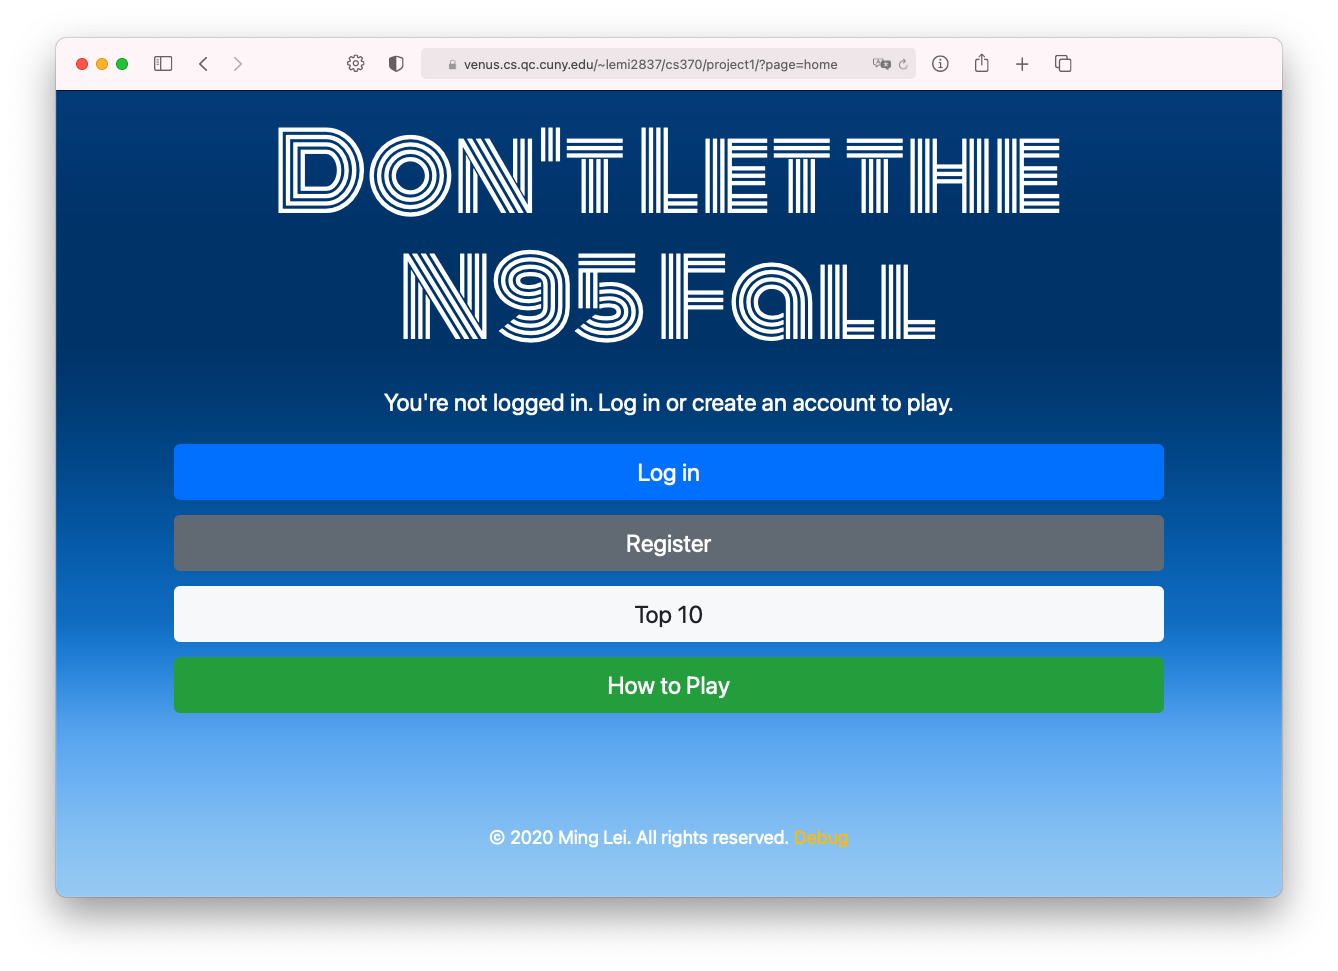 venus.cs.qc.cuny.edu/~lemi2837/cs370/project1/?page=home
Don't Let the
N95 Fall
You're not logged in. Log in or create an account to play.
Log in
Register
Top 10
How to Play
© 2020 Ming Lei. All rights reserved. Debug